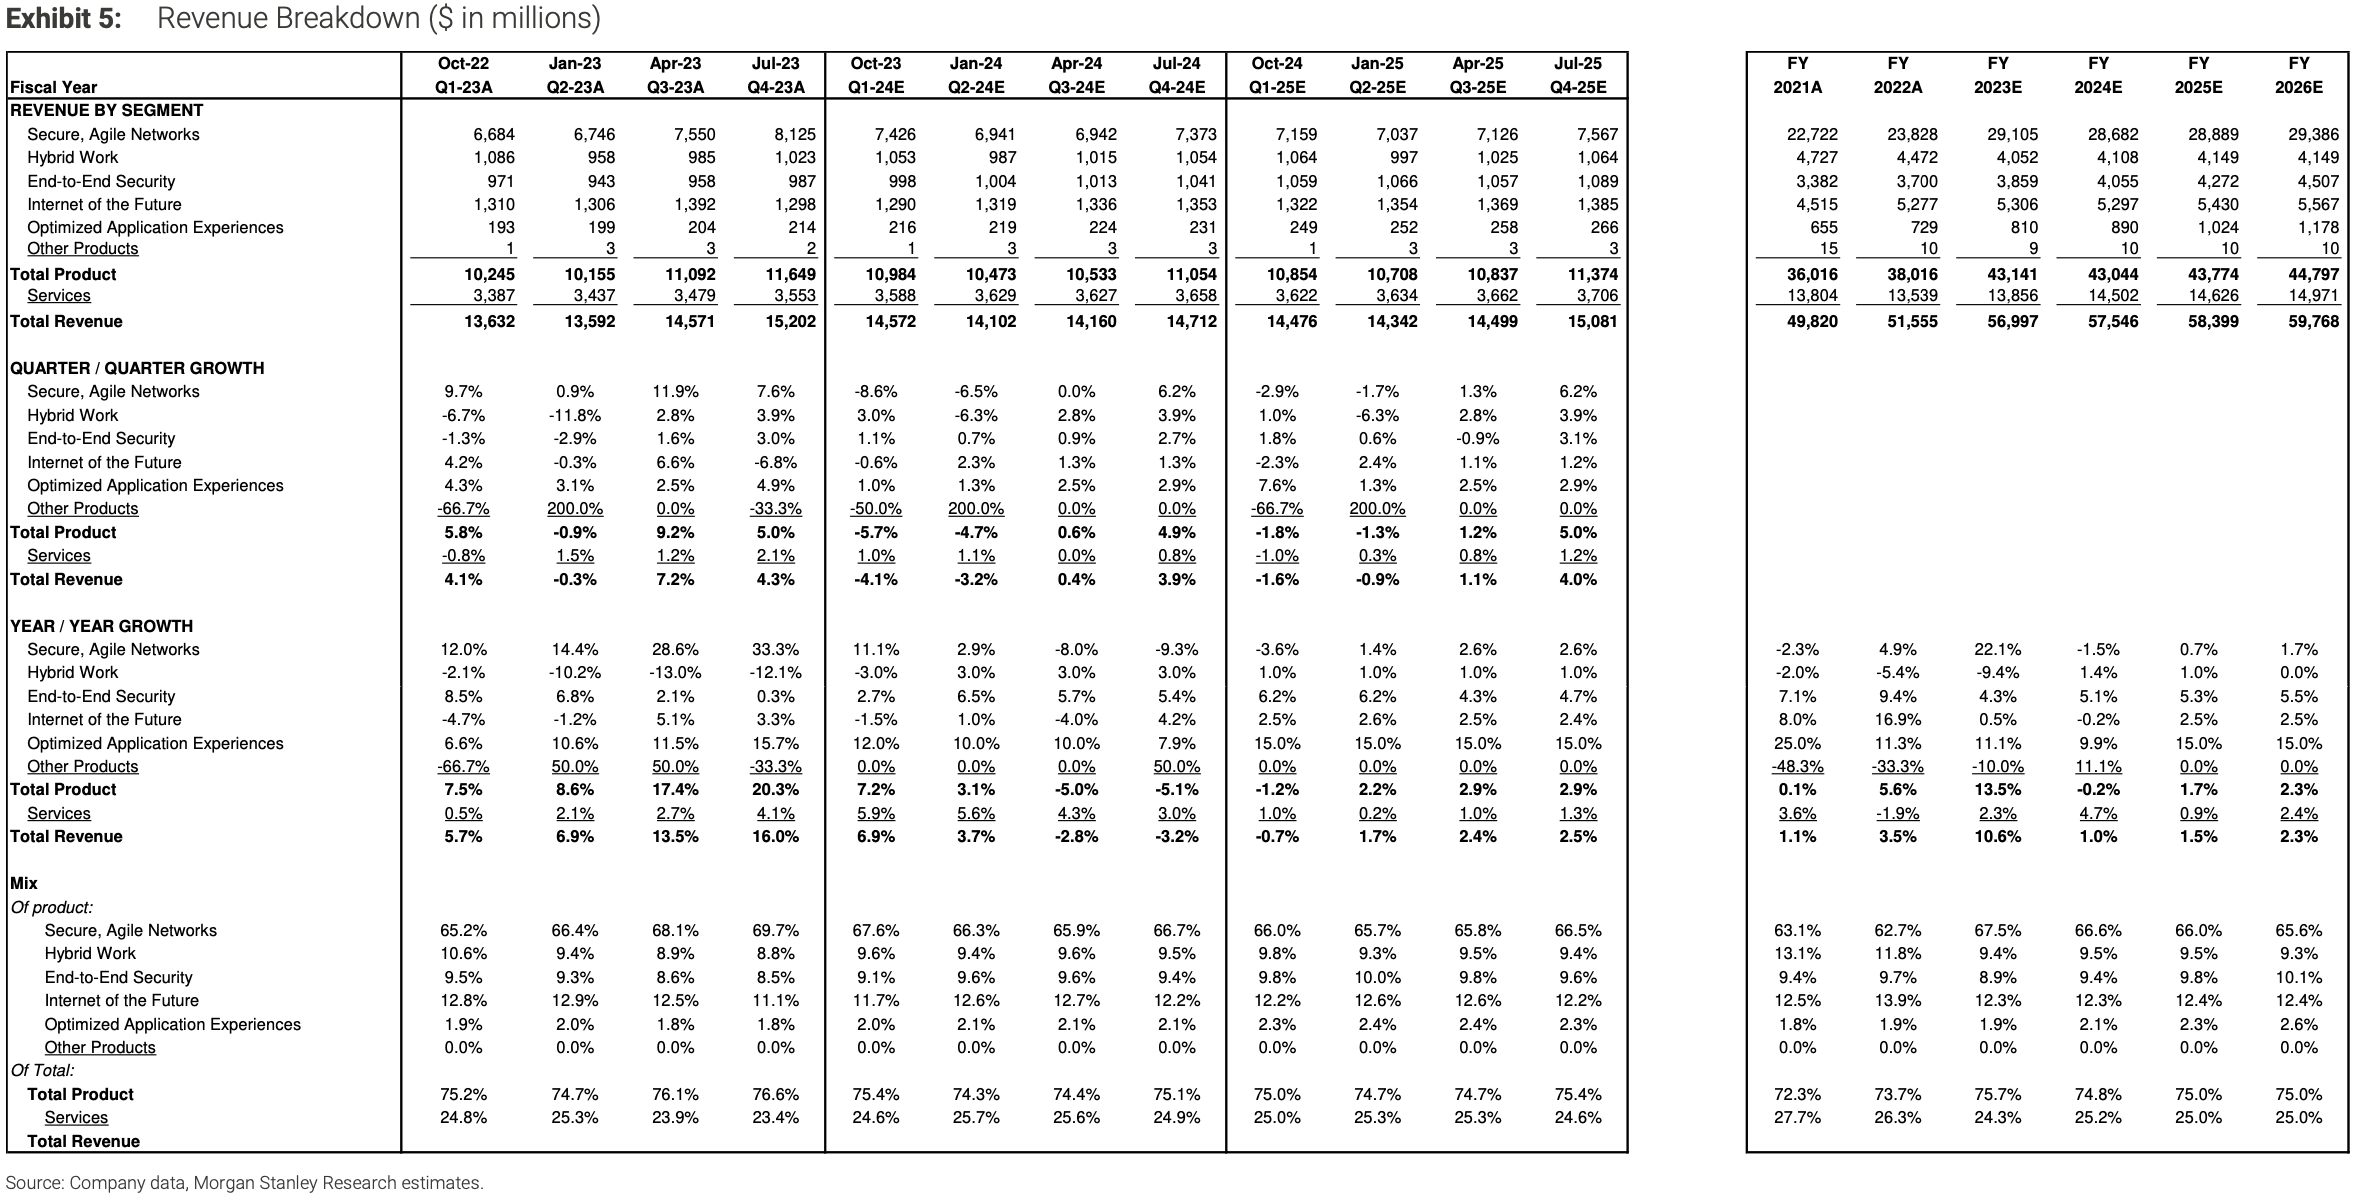 Exhibit 5: Revenue Breakdown ($ in millions)
Oct-22 Jan-23 Apr-23 Jul-23 Oct-23 Jan-24 Apr-24 Jul-24 Oct-24 Jan-25 Apr-25 Jul-25 FY FY FY FY FY FY
Fiscal Year Q1-23A Q2-23A Q3-23A Q4-23A Q1-24E Q2-24E Q3-24E Q4-24E Q1-25E Q2-25E Q3-25E Q4-25E 2021A 2022A 2023E 2024E 2025E 2026E
REVENUE BY SEGMENT
Secure, Agile Networks 6,684 6,746 7,550 8,125 7,426 6,941 6,942 7,373 7,159 7,037 7,126 7,567 22,722 23,828 29,105 28,682 28,889 29,386
Hybrid Work 1,086 958 985 1,023 1,053 987 1,015 1,054 1,064 997 1,025 1,064 4,727 4,472 4,052 4,108 4,149 4,149
End-to-End Security 971 943 958 987 998 1,004 1,013 1,041 1,059 1,066 1,057 1,089 3,382 3,700 3,859 4,055 4,272 4,507
Internet of the Future 1,310 1,306 1,392 1,298 1,290 1,319 1,336 1,353 1,322 1,354 1,369 1,385 4,515 5,277 5,306 5,297 5,430 5,567
Optimized Application Experiences 193 199 204 214 216 219 224 231 249 252 258 266 655 729 810 890 1,024 1,178
Other Products 1 3 3 2 1 3 3 3 1 3 3 3 15 10 9 10 10 10
Total Product 10,245 10,155 11,092 11,649 10,984 10,473 10,533 11,054 10,854 10,708 10,837 11,374 36,016 38,016 43,141 43,044 43,774 44,797
Services 3,387 3,437 3,479 3,553 3,588 3,629 3,627 3,658 3,622 3,634 3,662 3,706 13,804 13,539 13,856 14,502 14,626 14,971
Total Revenue 13,632 13,592 14,571 15,202 14,572 14,102 14,160 14,712 14,476 14,342 14,499 15,081 49,820 51,555 56,997 57,546 58,399 59,768
QUARTER / QUARTER GROWTH
Secure, Agile Networks 9.7% 0.9% 11.9% 7.6% -8.6% -6.5% 0.0% 6.2% -2.9% -1.7% 1.3% 6.2%
Hybrid Work -6.7% -11.8% 2.8% 3.9% 3.0% -6.3% 2.8% 3.9% 1.0% -6.3% 2.8% 3.9%
End-to-End Security -1.3% -2.9% 1.6% 3.0% 1.1% 0.7% 0.9% 2.7% 1.8% 0.6% -0.9% 3.1%
Internet of the Future 4.2% -0.3% 6.6% -6.8% -0.6% 2.3% 1.3% 1.3% -2.3% 2.4% 1.1% 1.2%
Optimized Application Experiences 4.3% 3.1% 2.5% 4.9% 1.0% 1.3% 2.5% 2.9% 7.6% 1.3% 2.5% 2.9%
Other Products -66.7% 200.0% 0.0% -33.3% -50.0% 200.0% 0.0% 0.0% -66.7% 200.0% 0.0% 0.0%
Total Product 5.8% -0.9% 9.2% 5.0% -5.7% -4.7% 0.6% 4.9% -1.8% -1.3% 1.2% 5.0%
Services -0.8% 1.5% 1.2% 2.1% 1.0% 1.1% 0.0% 0.8% -1.0% 0.3% 0.8% 1.2%
Total Revenue 4.1% -0.3% 7.2% 4.3% -4.1% -3.2% 0.4% 3.9% -1.6% -0.9% 1.1% 4.0%
YEAR / YEAR GROWTH
Secure, Agile Networks 12.0% 14.4% 28.6% 33.3% 11.1% 2.9% -8.0% -9.3% -3.6% 1.4% 2.6% 2.6% -2.3% 4.9% 22.1% -1.5% 0.7% 1.7%
Hybrid Work -2.1% -10.2% -13.0% -12.1% -3.0% 3.0% 3.0% 3.0% 1.0% 1.0% 1.0% 1.0% -2.0% -5.4% -9.4% 1.4% 1.0% 0.0%
End-to-End Security 8.5% 6.8% 2.1% 0.3% 2.7% 6.5% 5.7% 5.4% 6.2% 6.2% 4.3% 4.7% 7.1% 9.4% 4.3% 5.1% 5.3% 5.5%
Internet of the Future -4.7% -1.2% 5.1% 3.3% -1.5% 1.0% -4.0% 4.2% 2.5% 2.6% 2.5% 2.4% 8.0% 16.9% 0.5% -0.2% 2.5% 2.5%
Optimized Application Experiences 6.6% 10.6% 11.5% 15.7% 12.0% 10.0% 10.0% 7.9% 15.0% 15.0% 15.0% 15.0% 25.0% 11.3% 11.1% 9.9% 15.0% 15.0%
Other Products -66.7% 50.0% 50.0% -33.3% 0.0% 0.0% 0.0% 50.0% 0.0% 0.0% 0.0% 0.0% -48.3% -33.3% -10.0% 11.1% 0.0% 0.0%
Total Product 7.5% 8.6% 17.4% 20.3% 7.2% 3.1% -5.0% -5.1% -1.2% 2.2% 2.9% 2.9% 0.1% 5.6% 13.5% -0.2% 1.7% 2.3%
Services 0.5% 2.1% 2.7% 4.1% 5.9% 5.6% 4.3% 3.0% 1.0% 0.2% 1.0% 1.3% 3.6% -1.9% 2.3% 4.7% 0.9% 2.4%
Total Revenue 5.7% 6.9% 13.5% 16.0% 6.9% 3.7% -2.8% -3.2% -0.7% 1.7% 2.4% 2.5% 1.1% 3.5% 10.6% 1.0% 1.5% 2.3%
Mix
Of product:
Secure, Agile Networks 65.2% 66.4% 68.1% 69.7% 67.6% 66.3% 65.9% 66.7% 66.0% 65.7% 65.8% 66.5% 63.1% 62.7% 67.5% 66.6% 66.0% 65.6%
Hybrid Work 10.6% 9.4% 8.9% 8.8% 9.6% 9.4% 9.6% 9.5% 9.8% 9.3% 9.5% 9.4% 13.1% 11.8% 9.4% 9.5% 9.5% 9.3%
End-to-End Security 9.5% 9.3% 8.6% 8.5% 9.1% 9.6% 9.6% 9.4% 9.8% 10.0% 9.8% 9.6% 9.4% 9.7% 8.9% 9.4% 9.8% 10.1%
Internet of the Future 12.8% 12.9% 12.5% 11.1% 11.7% 12.6% 12.7% 12.2% 12.2% 12.6% 12.6% 12.2% 12.5% 13.9% 12.3% 12.3% 12.4% 12.4%
Optimized Application Experiences 1.9% 2.0% 1.8% 1.8% 2.0% 2.1% 2.1% 2.1% 2.3% 2.4% 2.4% 2.3% 1.8% 1.9% 1.9% 2.1% 2.3% 2.6%
Other Products 0.0% 0.0% 0.0% 0.0% 0.0% 0.0% 0.0% 0.0% 0.0% 0.0% 0.0% 0.0% 0.0% 0.0% 0.0% 0.0% 0.0% 0.0%
Of Total:
Total Product 75.2% 74.7% 76.1% 76.6% 75.4% 74.3% 74.4% 75.1% 75.0% 74.7% 74.7% 75.4% 72.3% 73.7% 75.7% 74.8% 75.0% 75.0%
Services 24.8% 25.3% 23.9% 23.4% 24.6% 25.7% 25.6% 24.9% 25.0% 25.3% 25.3% 24.6% 27.7% 26.3% 24.3% 25.2% 25.0% 25.0%
Total Revenue
Source: Company data, Morgan Stanley Research estimates.